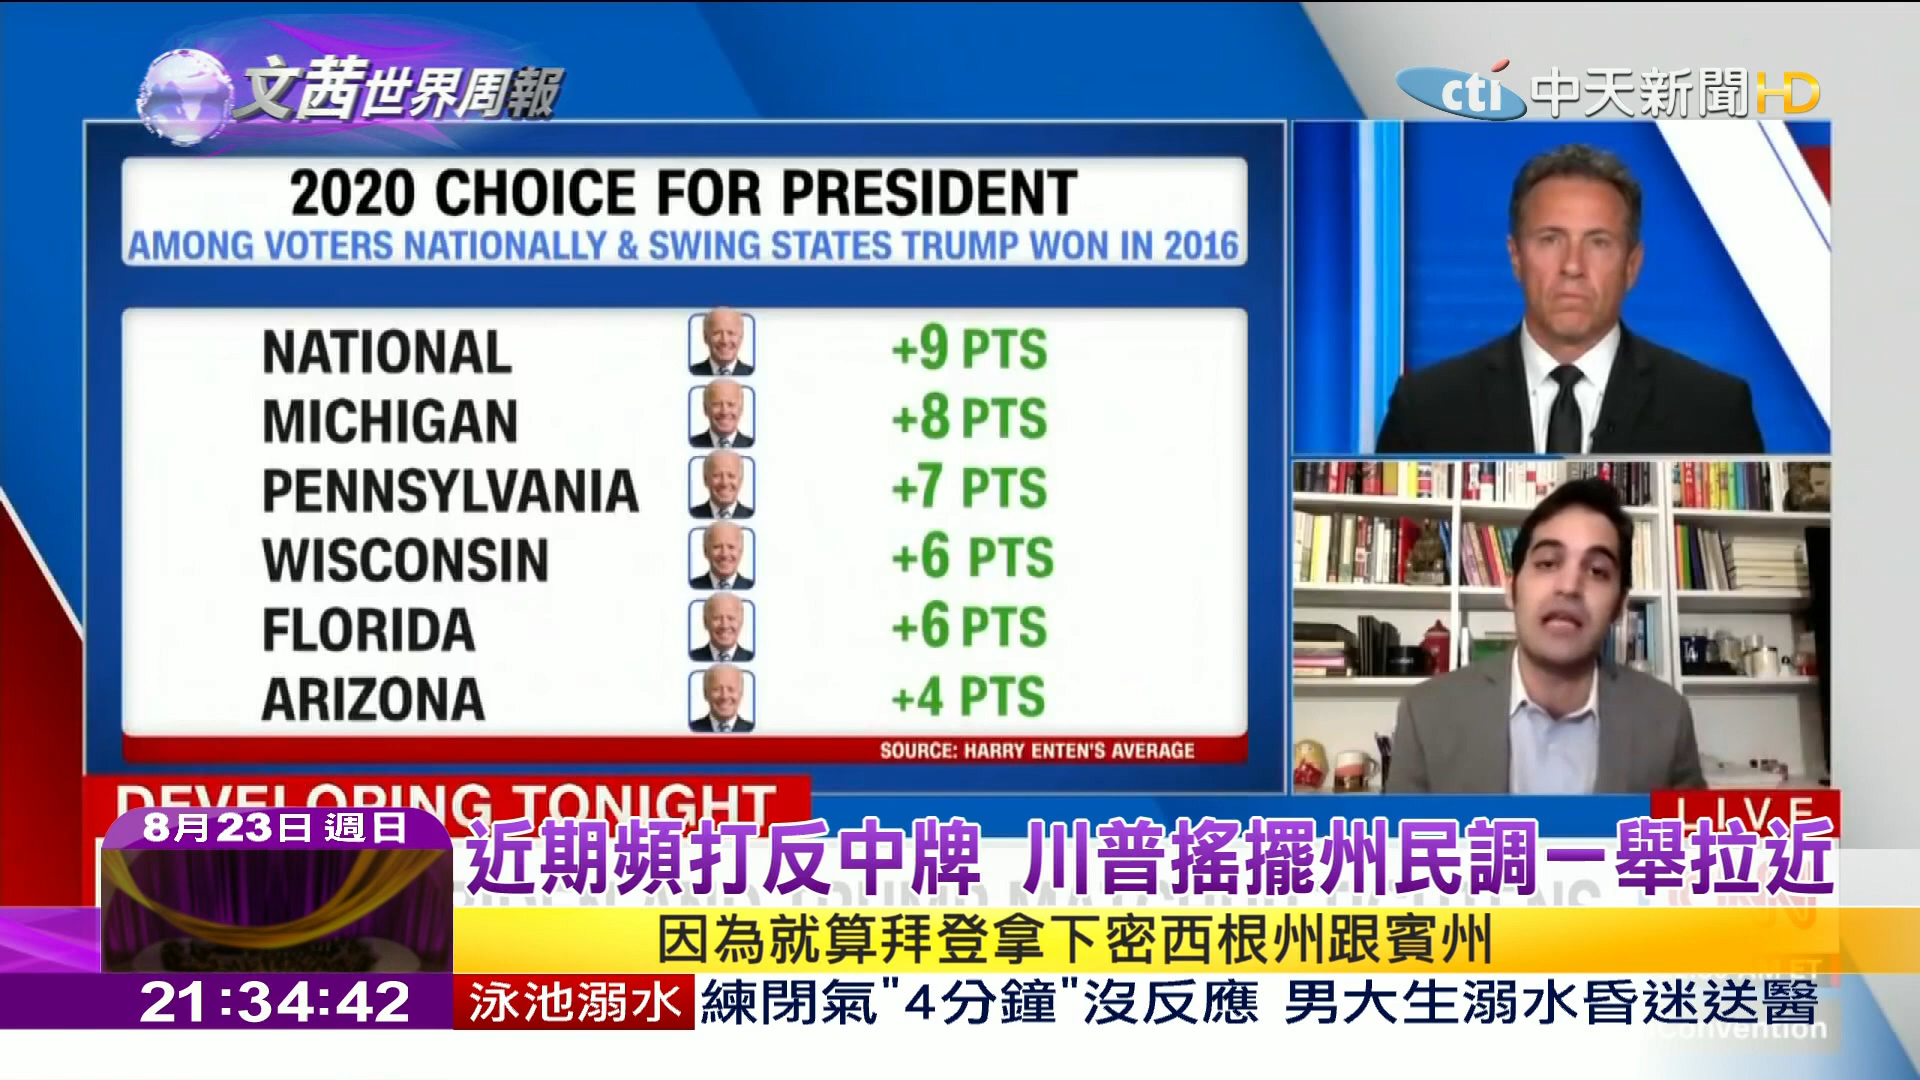 文茜世界周報
cti 中天新聞HD
2020 CHOICE FOR PRESIDENT
AMONG VOTERS NATIONALLY & SWING STATES TRUMP WON IN 2016
NATIONAL +9 PTS
MICHIGAN +8 PTS
PENNSYLVANIA +7 PTS
WISCONSIN +6 PTS
FLORIDA +6 PTS
ARIZONA +4 PTS
SOURCE: HARRY ENTEN'S AVERAGE
DEVELOPING TONIGHT
LIVE
8月23日 週日
近期頻打反中牌 川普搖擺州民調一舉拉近
因為就算拜登拿下密西根州跟賓州
21:34:42
泳池溺水 練閉氣"4分鐘"沒反應 男大生溺水昏迷送醫
Convention